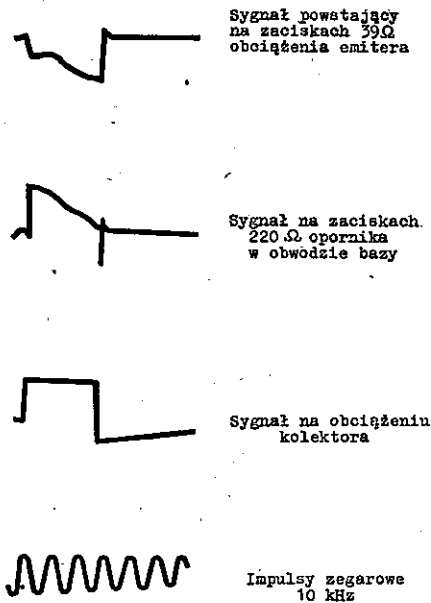 Sygnał powstający
na zaciskach 39Ω
obciążenia emitera
Sygnał na zaciskach
220 Ω opornika
w obwodzie bazy
Sygnał na obciążeniu
kolektora
Impulsy zegarowe
10 kHz